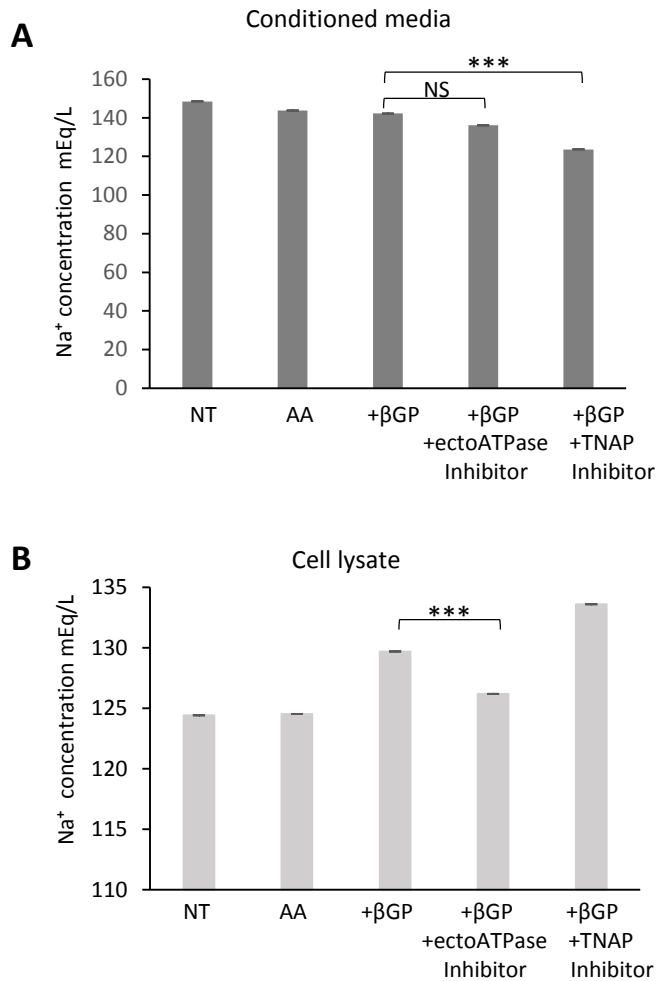 Conditioned media
A
***
NS
Na⁺ concentration mEq/L
160
140
120
100
80
60
40
20
0
NT
AA
+βGP
+βGP
+ectoATPase
Inhibitor
+βGP
+TNAP
Inhibitor
B
Cell lysate
***
Na⁺ concentration mEq/L
135
130
125
120
115
110
NT
AA
+βGP
+βGP
+ectoATPase
Inhibitor
+βGP
+TNAP
Inhibitor